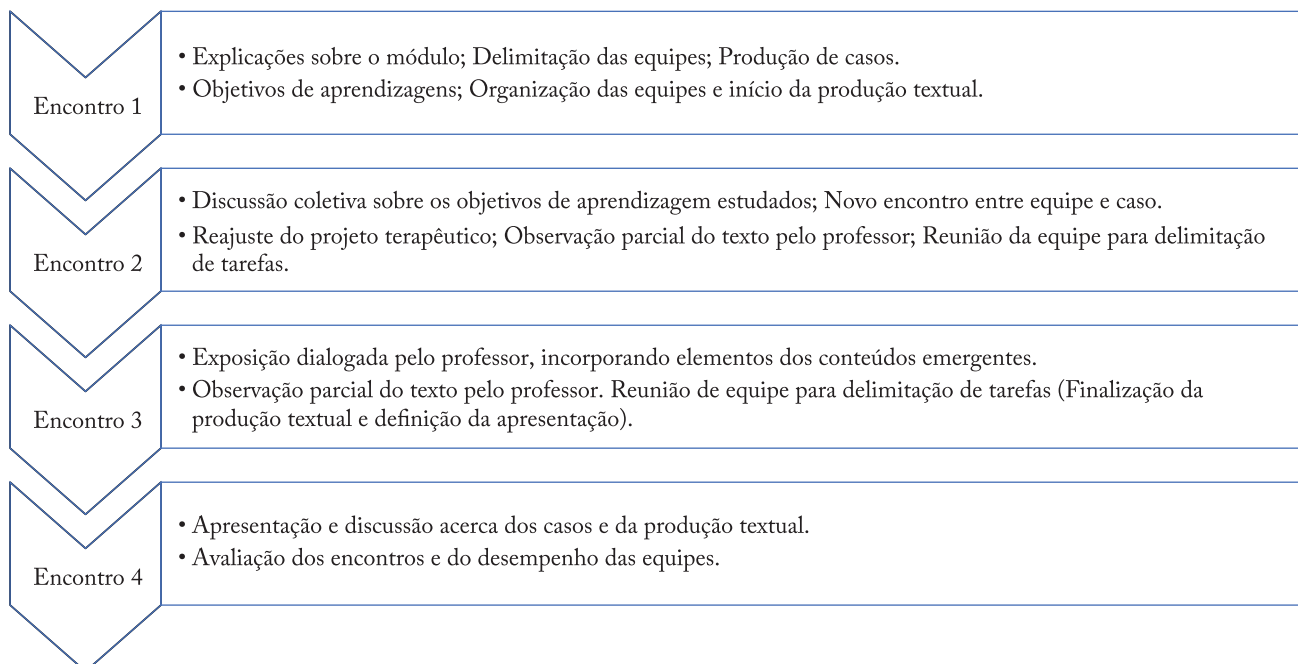 Encontro 1
• Explicações sobre o módulo; Delimitação das equipes; Produção de casos.
• Objetivos de aprendizagens; Organização das equipes e início da produção textual.
Encontro 2
• Discussão coletiva sobre os objetivos de aprendizagem estudados; Novo encontro entre equipe e caso.
• Reajuste do projeto terapêutico; Observação parcial do texto pelo professor; Reunião da equipe para delimitação
de tarefas.
Encontro 3
• Exposição dialogada pelo professor, incorporando elementos dos conteúdos emergentes.
• Observação parcial do texto pelo professor. Reunião de equipe para delimitação de tarefas (Finalização da
produção textual e definição da apresentação).
Encontro 4
• Apresentação e discussão acerca dos casos e da produção textual.
• Avaliação dos encontros e do desempenho das equipes.